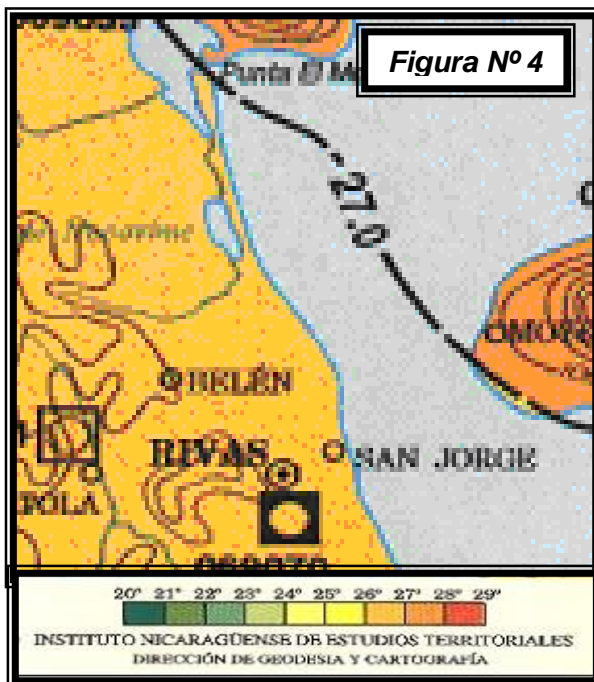 Figura Nº 4
Punta El
27.0
BELÉN
RIVAS
SAN JORGE
20° 21° 22° 23° 24° 25° 26° 27° 28° 29°
INSTITUTO NICARAGÜENSE DE ESTUDIOS TERRITORIALES
DIRECCIÓN DE GEODESIA Y CARTOGRAFÍA